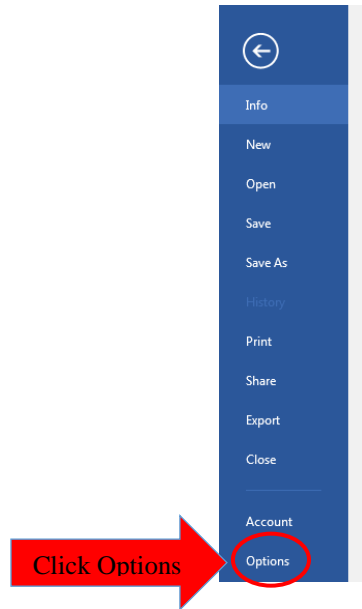 Info
New
Open
Save
Save As
History
Print
Share
Export
Close
Account
Click Options
Options